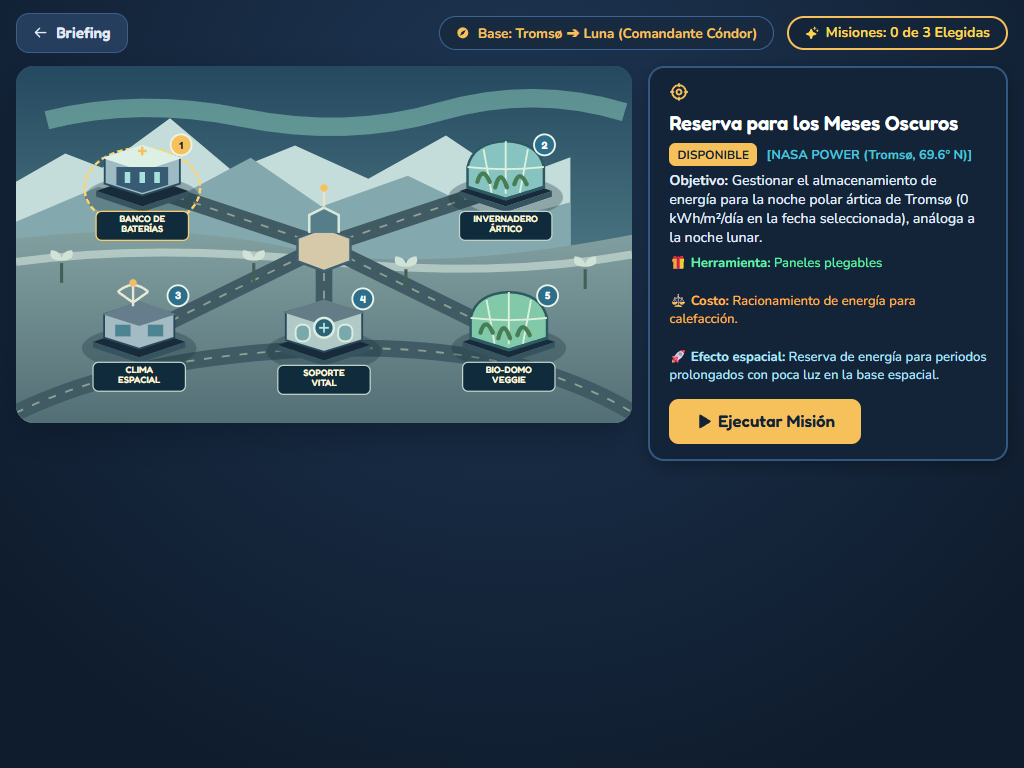 Briefing
Base: Tromsø ➔ Luna (Comandante Cóndor)
Misiones: 0 de 3 Elegidas
1
BANCO DE
BATERÍAS
2
INVERNADERO
ÁRTICO
3
CLIMA
ESPACIAL
4
SOPORTE
VITAL
5
BIO-DOMO
VEGGIE
Reserva para los Meses Oscuros
DISPONIBLE [NASA POWER (Tromsø, 69.6° N)]
Objetivo: Gestionar el almacenamiento de
energía para la noche polar ártica de Tromsø (0
kWh/m²/día en la fecha seleccionada), análoga a
la noche lunar.
Herramienta: Paneles plegables
Costo: Racionamiento de energía para
calefacción.
Efecto espacial: Reserva de energía para periodos
prolongados con poca luz en la base espacial.
Ejecutar Misión